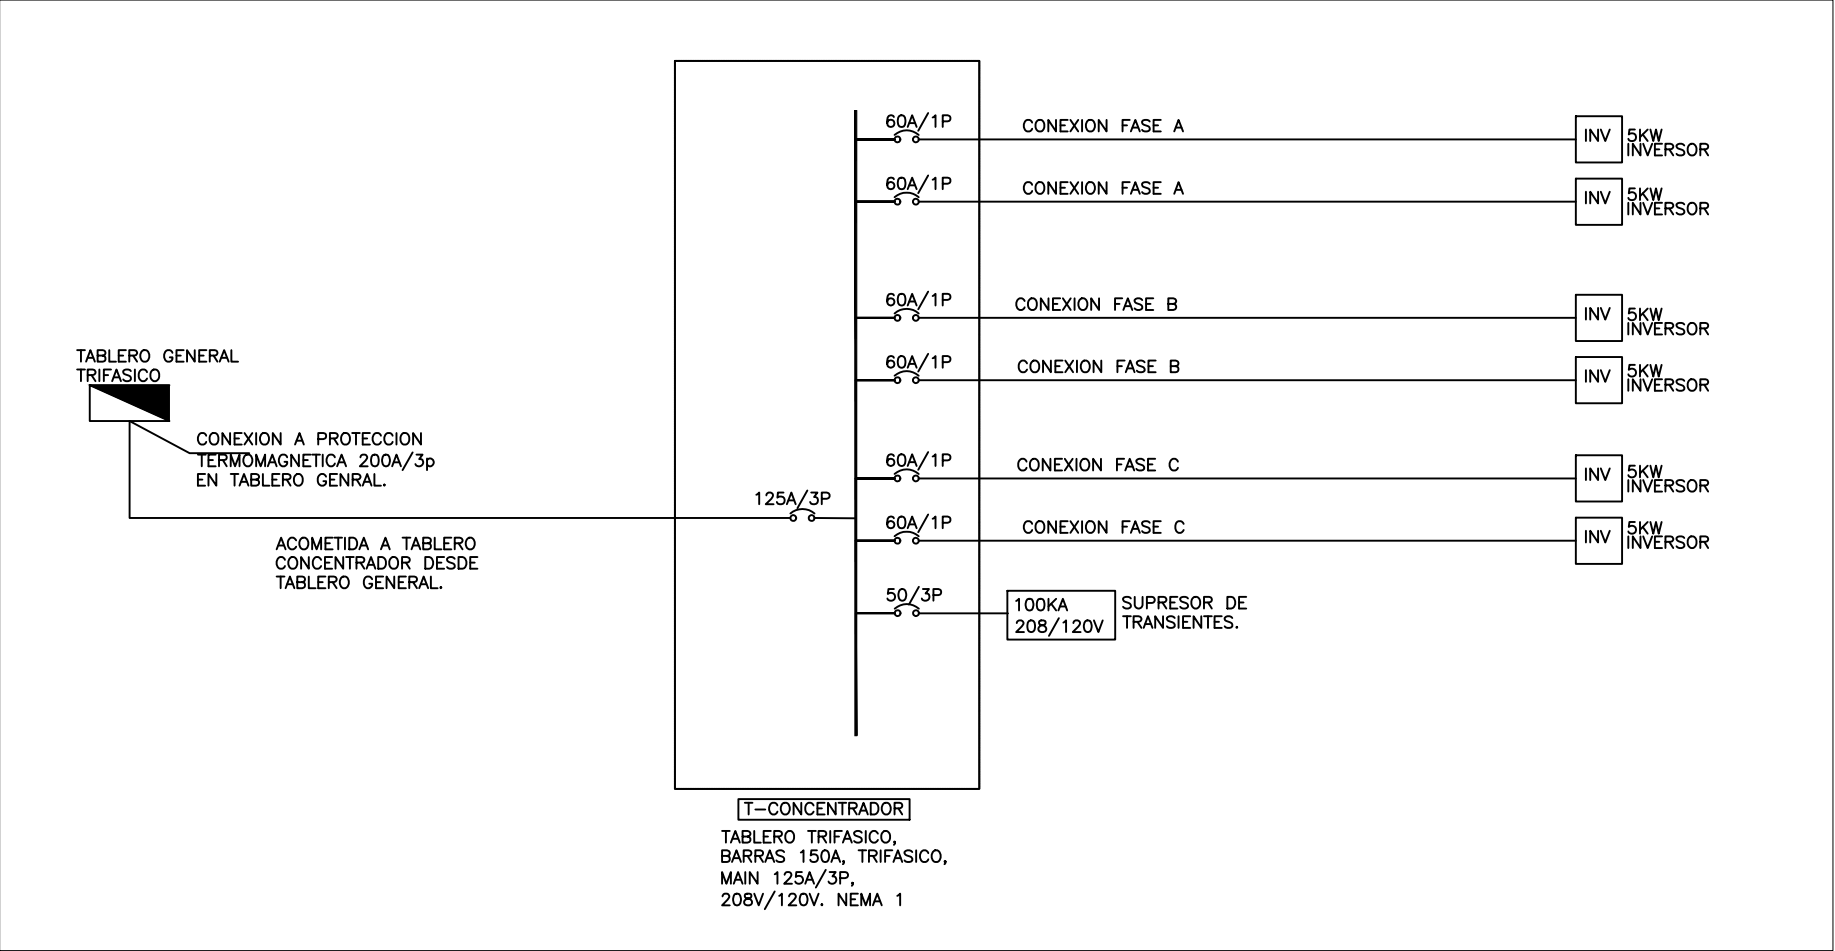 60A/1P
CONEXION FASE A
INV
5KW
INVERSOR
60A/1P
CONEXION FASE A
INV
5KW
INVERSOR
60A/1P
CONEXION FASE B
INV
5KW
INVERSOR
60A/1P
CONEXION FASE B
INV
5KW
INVERSOR
TABLERO GENERAL
TRIFASICO
CONEXION A PROTECCION
TERMOMAGNETICA 200A/3p
EN TABLERO GENRAL.
60A/1P
CONEXION FASE C
INV
5KW
INVERSOR
125A/3P
60A/1P
CONEXION FASE C
INV
5KW
INVERSOR
ACOMETIDA A TABLERO
CONCENTRADOR DESDE
TABLERO GENERAL.
50/3P
100KA
208/120V
SUPRESOR DE
TRANSIENTES.
T-CONCENTRADOR
TABLERO TRIFASICO,
BARRAS 150A, TRIFASICO,
MAIN 125A/3P,
208V/120V. NEMA 1